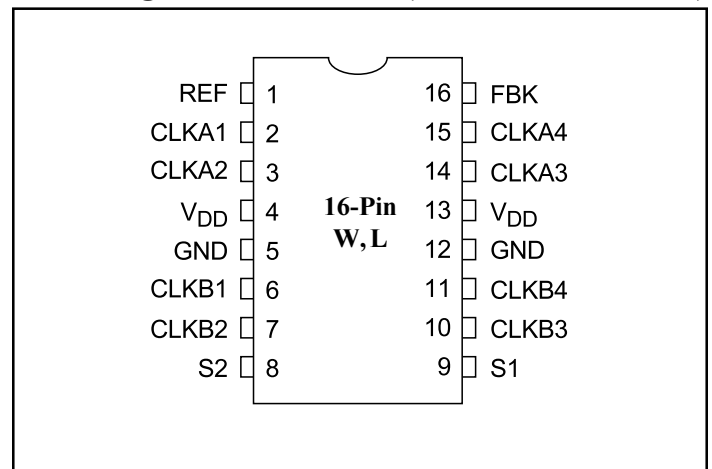 REF 1 16 FBK
CLKA1 2 15 CLKA4
CLKA2 3 14 CLKA3
VDD 4 16-Pin 13 VDD
GND 5 W, L 12 GND
CLKB1 6 11 CLKB4
CLKB2 7 10 CLKB3
S2 8 9 S1